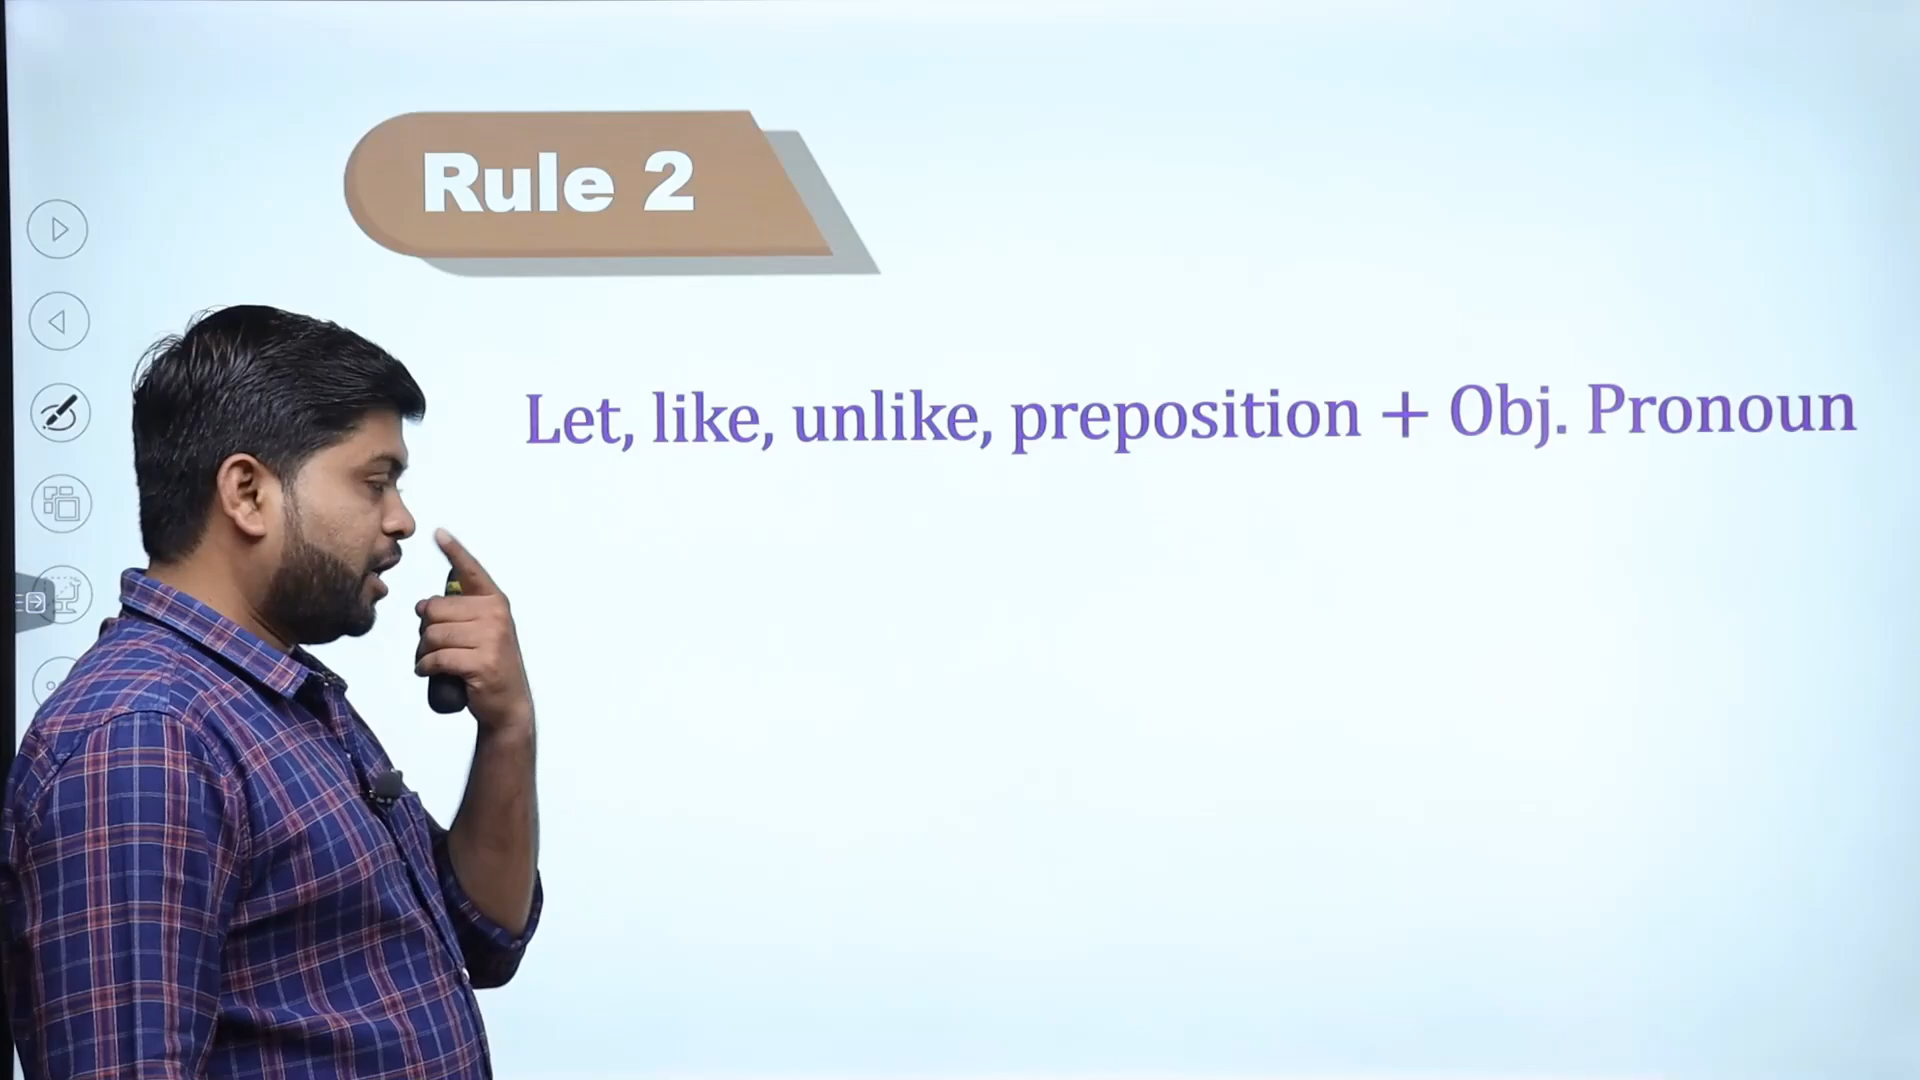 Rule 2
Let, like, unlike, preposition + Obj. Pronoun